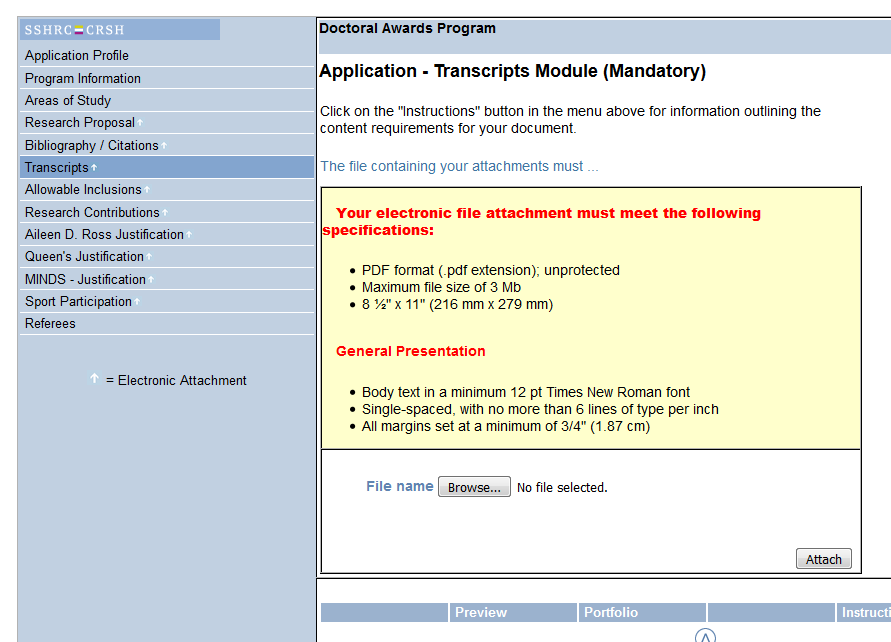 SSHRC CRSH
Application Profile
Program Information
Areas of Study
Research Proposal
Bibliography / Citations
Transcripts
Allowable Inclusions
Research Contributions
Aileen D. Ross Justification
Queen's Justification
MINDS - Justification
Sport Participation
Referees
= Electronic Attachment
Doctoral Awards Program
Application - Transcripts Module (Mandatory)
Click on the "Instructions" button in the menu above for information outlining the
content requirements for your document.
The file containing your attachments must ...
Your electronic file attachment must meet the following
specifications:
PDF format (.pdf extension); unprotected
Maximum file size of 3 Mb
8 ½" x 11" (216 mm x 279 mm)
General Presentation
Body text in a minimum 12 pt Times New Roman font
Single-spaced, with no more than 6 lines of type per inch
All margins set at a minimum of 3/4" (1.87 cm)
File name Browse... No file selected.
Attach
Preview Portfolio Instructi